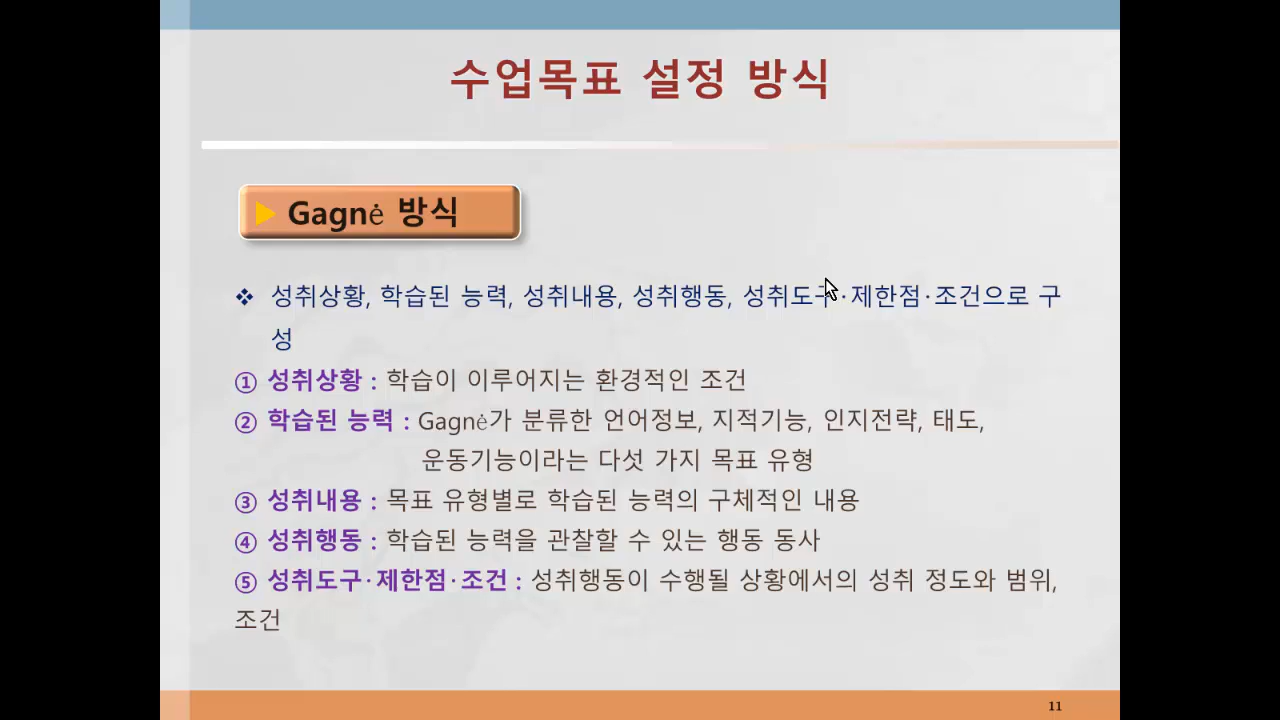 수업목표 설정 방식
Gagnė 방식
❖ 성취상황, 학습된 능력, 성취내용, 성취행동, 성취도구·제한점·조건으로 구
성
① 성취상황 : 학습이 이루어지는 환경적인 조건
② 학습된 능력 : Gagnė가 분류한 언어정보, 지적기능, 인지전략, 태도,
운동기능이라는 다섯 가지 목표 유형
③ 성취내용 : 목표 유형별로 학습된 능력의 구체적인 내용
④ 성취행동 : 학습된 능력을 관찰할 수 있는 행동 동사
⑤ 성취도구·제한점·조건 : 성취행동이 수행될 상황에서의 성취 정도와 범위,
조건
11